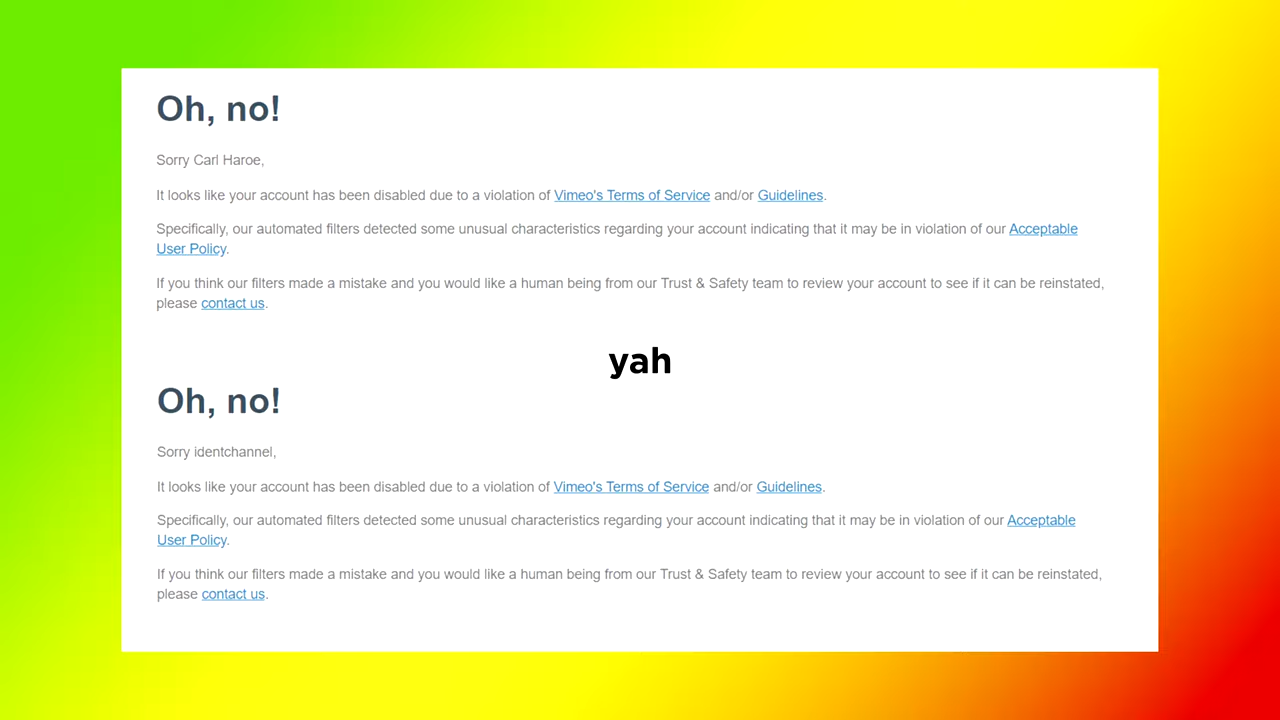 Oh, no!
Sorry Carl Haroe,
It looks like your account has been disabled due to a violation of Vimeo's Terms of Service and/or Guidelines.
Specifically, our automated filters detected some unusual characteristics regarding your account indicating that it may be in violation of our Acceptable
User Policy.
If you think our filters made a mistake and you would like a human being from our Trust & Safety team to review your account to see if it can be reinstated,
please contact us.
yah
Oh, no!
Sorry identchannel,
It looks like your account has been disabled due to a violation of Vimeo's Terms of Service and/or Guidelines.
Specifically, our automated filters detected some unusual characteristics regarding your account indicating that it may be in violation of our Acceptable
User Policy.
If you think our filters made a mistake and you would like a human being from our Trust & Safety team to review your account to see if it can be reinstated,
please contact us.